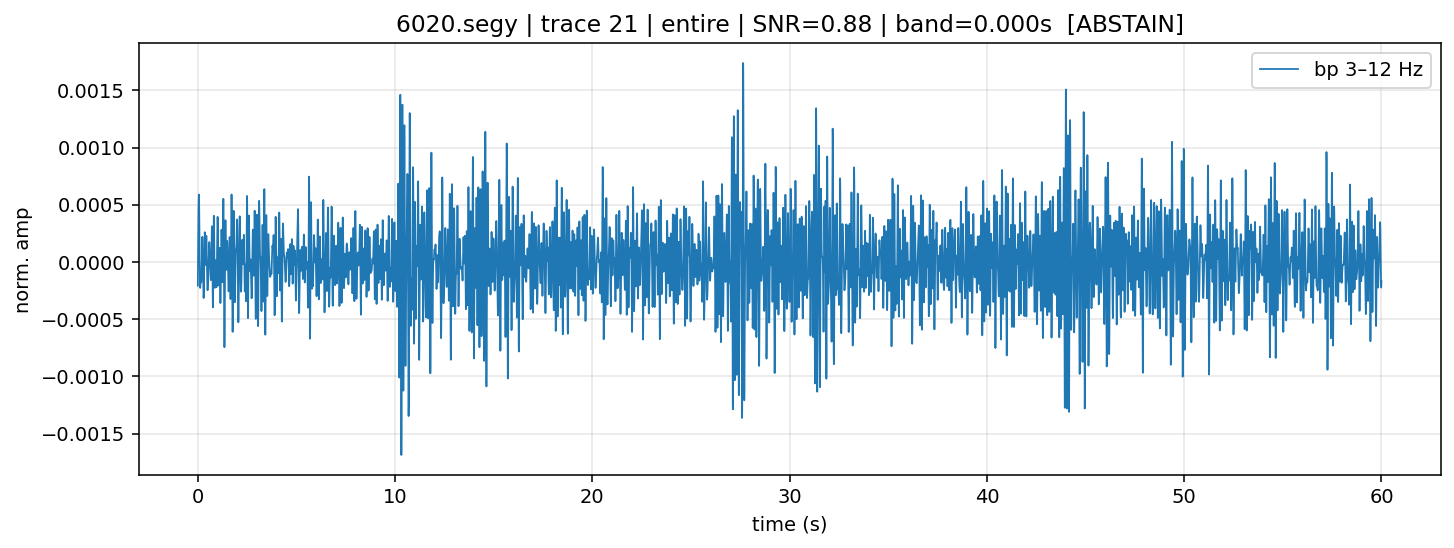 6020.segy | trace 21 | entire | SNR=0.88 | band=0.000s  [ABSTAIN]
bp 3–12 Hz
norm. amp
0.0015
0.0010
0.0005
0.0000
−0.0005
−0.0010
−0.0015
0 10 20 30 40 50 60
time (s)